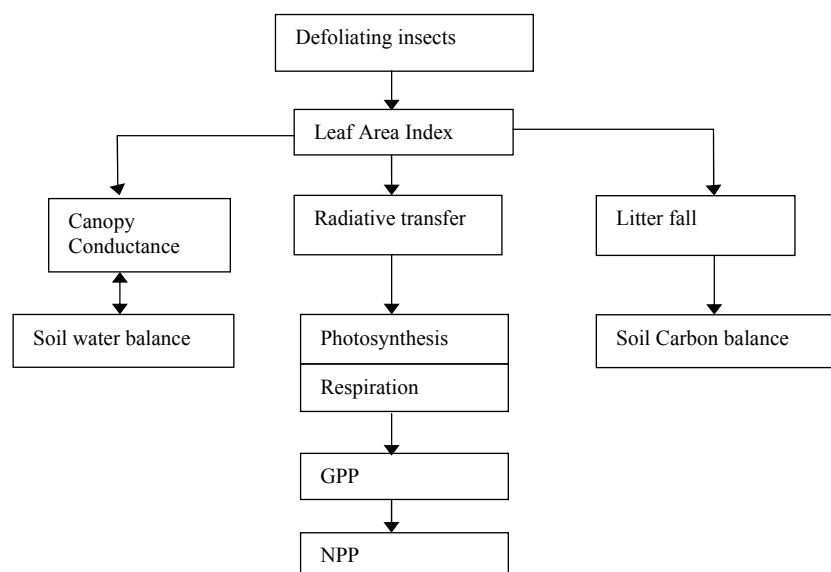 Defoliating insects
Leaf Area Index
Canopy
Conductance
Radiative transfer
Litter fall
Soil water balance
Photosynthesis
Soil Carbon balance
Respiration
GPP
NPP